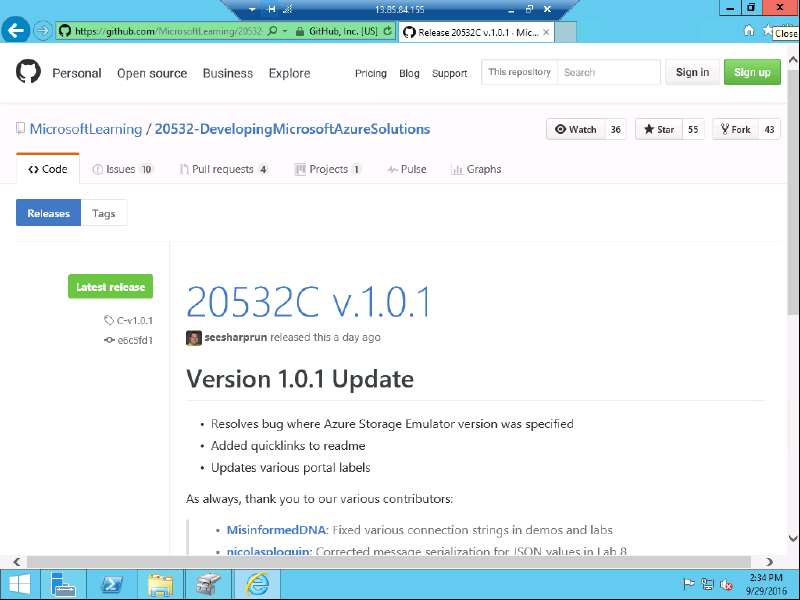 13.85.84.155
https://github.com/MicrosoftLearning/20532-
GitHub, Inc. [US]
Release 20532C v.1.0.1 · Mic...
Close
Personal Open source Business Explore Pricing Blog Support This repository Search Sign in Sign up
MicrosoftLearning / 20532-DevelopingMicrosoftAzureSolutions
Watch 36 Star 55 Fork 43
Code Issues 10 Pull requests 4 Projects 1 Pulse Graphs
Releases Tags
Latest release
C-v1.0.1
e6c5fd1
20532C v.1.0.1
seesharprun released this a day ago
Version 1.0.1 Update
• Resolves bug where Azure Storage Emulator version was specified
• Added quicklinks to readme
• Updates various portal labels
As always, thank you to our various contributors:
• MisinformedDNA: Fixed various connection strings in demos and labs
• nicolasploquin: Corrected message serialization for JSON values in Lab 8
2:34 PM
9/29/2016